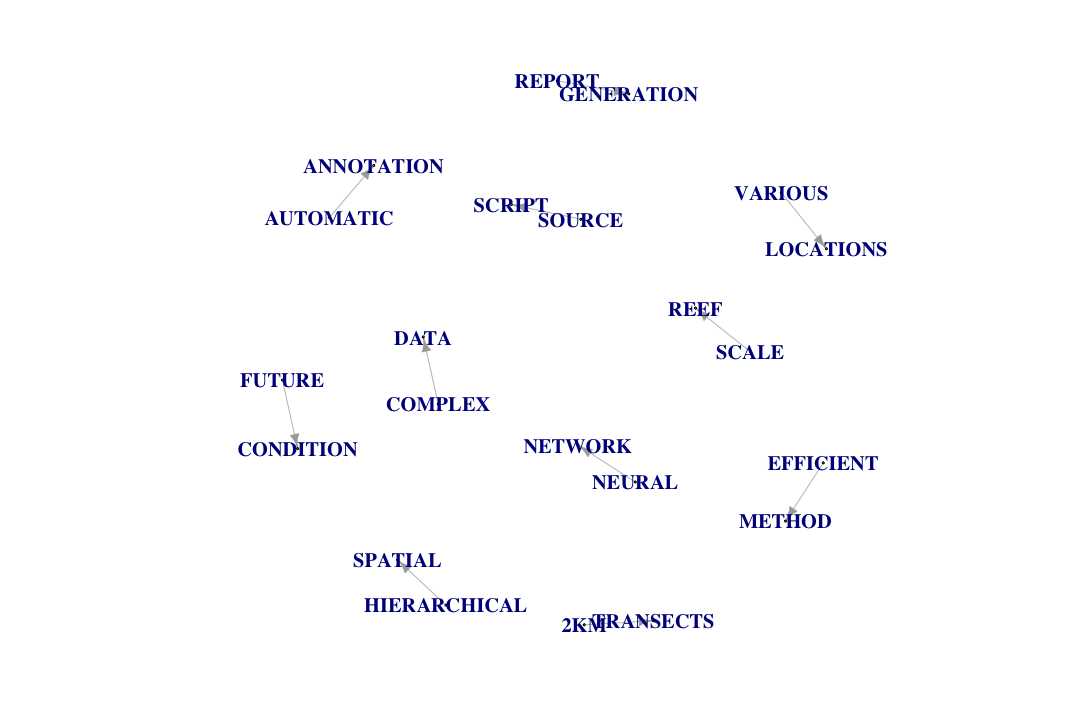 REPORT
GENERATION
ANNOTATION
AUTOMATIC
SCRIPT
SOURCE
VARIOUS
LOCATIONS
REEF
SCALE
DATA
COMPLEX
FUTURE
CONDITION
NETWORK
NEURAL
EFFICIENT
METHOD
SPATIAL
HIERARCHICAL
2KM
TRANSECTS